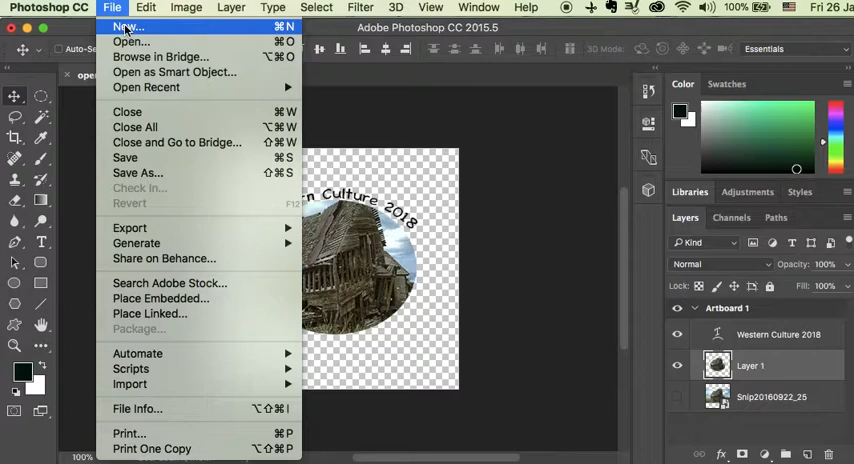 Photoshop CC File Edit Image Layer Type Select Filter 3D View Window Help 100% Fri 26 Ja
Adobe Photoshop CC 2015.5
Auto-Se 3D Mode: Essentials
New... ⌘N
Open... ⌘O
Browse in Bridge... ⌥⌘O
Open as Smart Object...
Open Recent
Close ⌘W
Close All ⌥⌘W
Close and Go to Bridge... ⇧⌘W
Save ⌘S
Save As... ⇧⌘S
Check In...
Revert F12
Export
Generate
Share on Behance...
Search Adobe Stock...
Place Embedded...
Place Linked...
Package...
Automate
Scripts
Import
File Info... ⌥⇧⌘I
Print... ⌘P
Print One Copy ⌥⇧⌘P
open
rn Culture 2018
100%
Color Swatches
Libraries Adjustments Styles
Layers Channels Paths
Kind
Normal Opacity: 100%
Lock: Fill: 100%
Artboard 1
Western Culture 2018
Layer 1
Snip20160922_25
fx